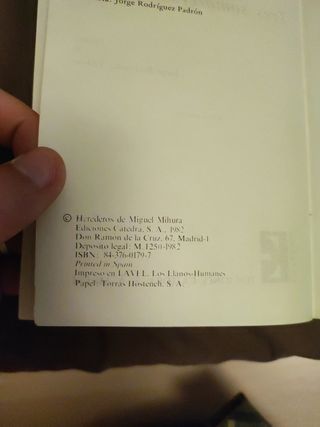 Jorge Rodríguez Padrón
© Herederos de Miguel Mihura
Ediciones Cátedra, S. A., 1982
Don Ramón de la Cruz, 67. Madrid-1
Depósito legal: M. 1250-1982
ISBN: 84-376-0179-7
Printed in Spain
Impreso en LAVEL. Los Llanos-Humanes
Papel: Torras Hostench, S. A.